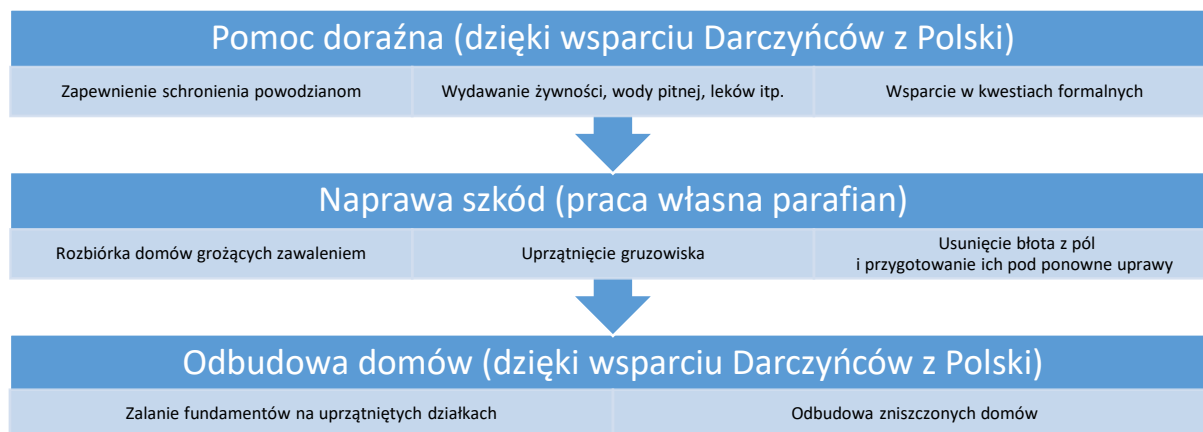 Pomoc doraźna (dzięki wsparciu Darczyńców z Polski)
Zapewnienie schronienia powodzianom
Wydawanie żywności, wody pitnej, leków itp.
Wsparcie w kwestiach formalnych
Naprawa szkód (praca własna parafian)
Rozbiórka domów grożących zawaleniem
Uprzątnięcie gruzowiska
Usunięcie błota z pól
i przygotowanie ich pod ponowne uprawy
Odbudowa domów (dzięki wsparciu Darczyńców z Polski)
Zalanie fundamentów na uprzątniętych działkach
Odbudowa zniszczonych domów